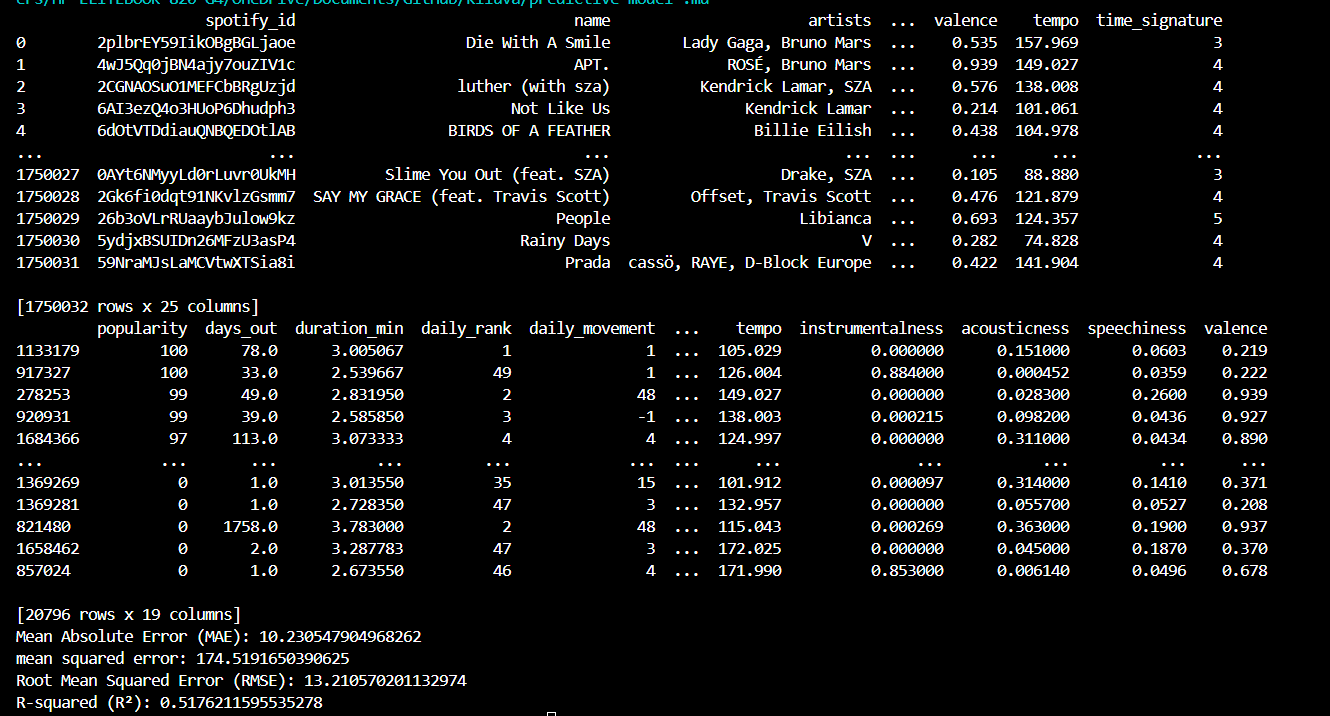 spotify_id                                 name                       artists  ...  valence    tempo  time_signature
0        2plbrEY59IikOBgBGLjaoe                     Die With A Smile         Lady Gaga, Bruno Mars  ...    0.535  157.969               3
1        4wJ5Qq0jBN4ajy7ouZIV1c                                 APT.              ROSÉ, Bruno Mars  ...    0.939  149.027               4
2        2CGNAOSuO1MEFCbBRgUzjd                    luther (with sza)           Kendrick Lamar, SZA  ...    0.576  138.008               4
3        6AI3ezQ4o3HUoP6Dhudph3                          Not Like Us                Kendrick Lamar  ...    0.214  101.061               4
4        6dOtVTDdiauQNBQEDOtlAB                   BIRDS OF A FEATHER                 Billie Eilish  ...    0.438  104.978               4
...                         ...                                  ...                           ...  ...      ...      ...             ...
1750027  0AYt6NMyyLd0rLuvr0UkMH            Slime You Out (feat. SZA)                    Drake, SZA  ...    0.105   88.880               3
1750028  2Gk6fi0dqt91NKvlzGsmm7  SAY MY GRACE (feat. Travis Scott)          Offset, Travis Scott  ...    0.476  121.879               4
1750029  26b3oVLrRUaaybJulow9kz                               People                      Libianca  ...    0.693  124.357               5
1750030  5ydjxBSUIDn26MFzU3asP4                           Rainy Days                             V  ...    0.282   74.828               4
1750031  59NraMJsLaMCVtwXTSia8i                                Prada  cassö, RAYE, D-Block Europe  ...    0.422  141.904               4
[1750032 rows x 25 columns]
         popularity  days_out  duration_min  daily_rank  daily_movement  ...    tempo  instrumentalness  acousticness  speechiness  valence
1133179         100      78.0      3.005067           1               1  ...  105.029          0.000000      0.151000       0.0603    0.219
917327          100      33.0      2.539667          49               1  ...  126.004          0.884000      0.000452       0.0359    0.222
278253           99      49.0      2.831950           2              48  ...  149.027          0.000000      0.028300       0.2600    0.939
920931           99      39.0      2.585850           3              -1  ...  138.003          0.000215      0.098200       0.0436    0.927
1684366          97     113.0      3.073333           4               4  ...  124.997          0.000000      0.311000       0.0434    0.890
...             ...       ...           ...         ...             ...  ...      ...               ...           ...          ...      ...
1369269           0       1.0      3.013550          35              15  ...  101.912          0.000097      0.314000       0.1410    0.371
1369281           0       1.0      2.728350          47               3  ...  132.957          0.000000      0.055700       0.0527    0.208
821480            0    1758.0      3.783000           2              48  ...  115.043          0.000269      0.363000       0.1900    0.937
1658462           0       2.0      3.287783          47               3  ...  172.025          0.000000      0.045000       0.1870    0.370
857024            0       1.0      2.673550          46               4  ...  171.990          0.853000      0.006140       0.0496    0.678
[20796 rows x 19 columns]
Mean Absolute Error (MAE): 10.230547904968262
mean squared error: 174.5191650390625
Root Mean Squared Error (RMSE): 13.210570201132974
R-squared (R²): 0.5176211595535278